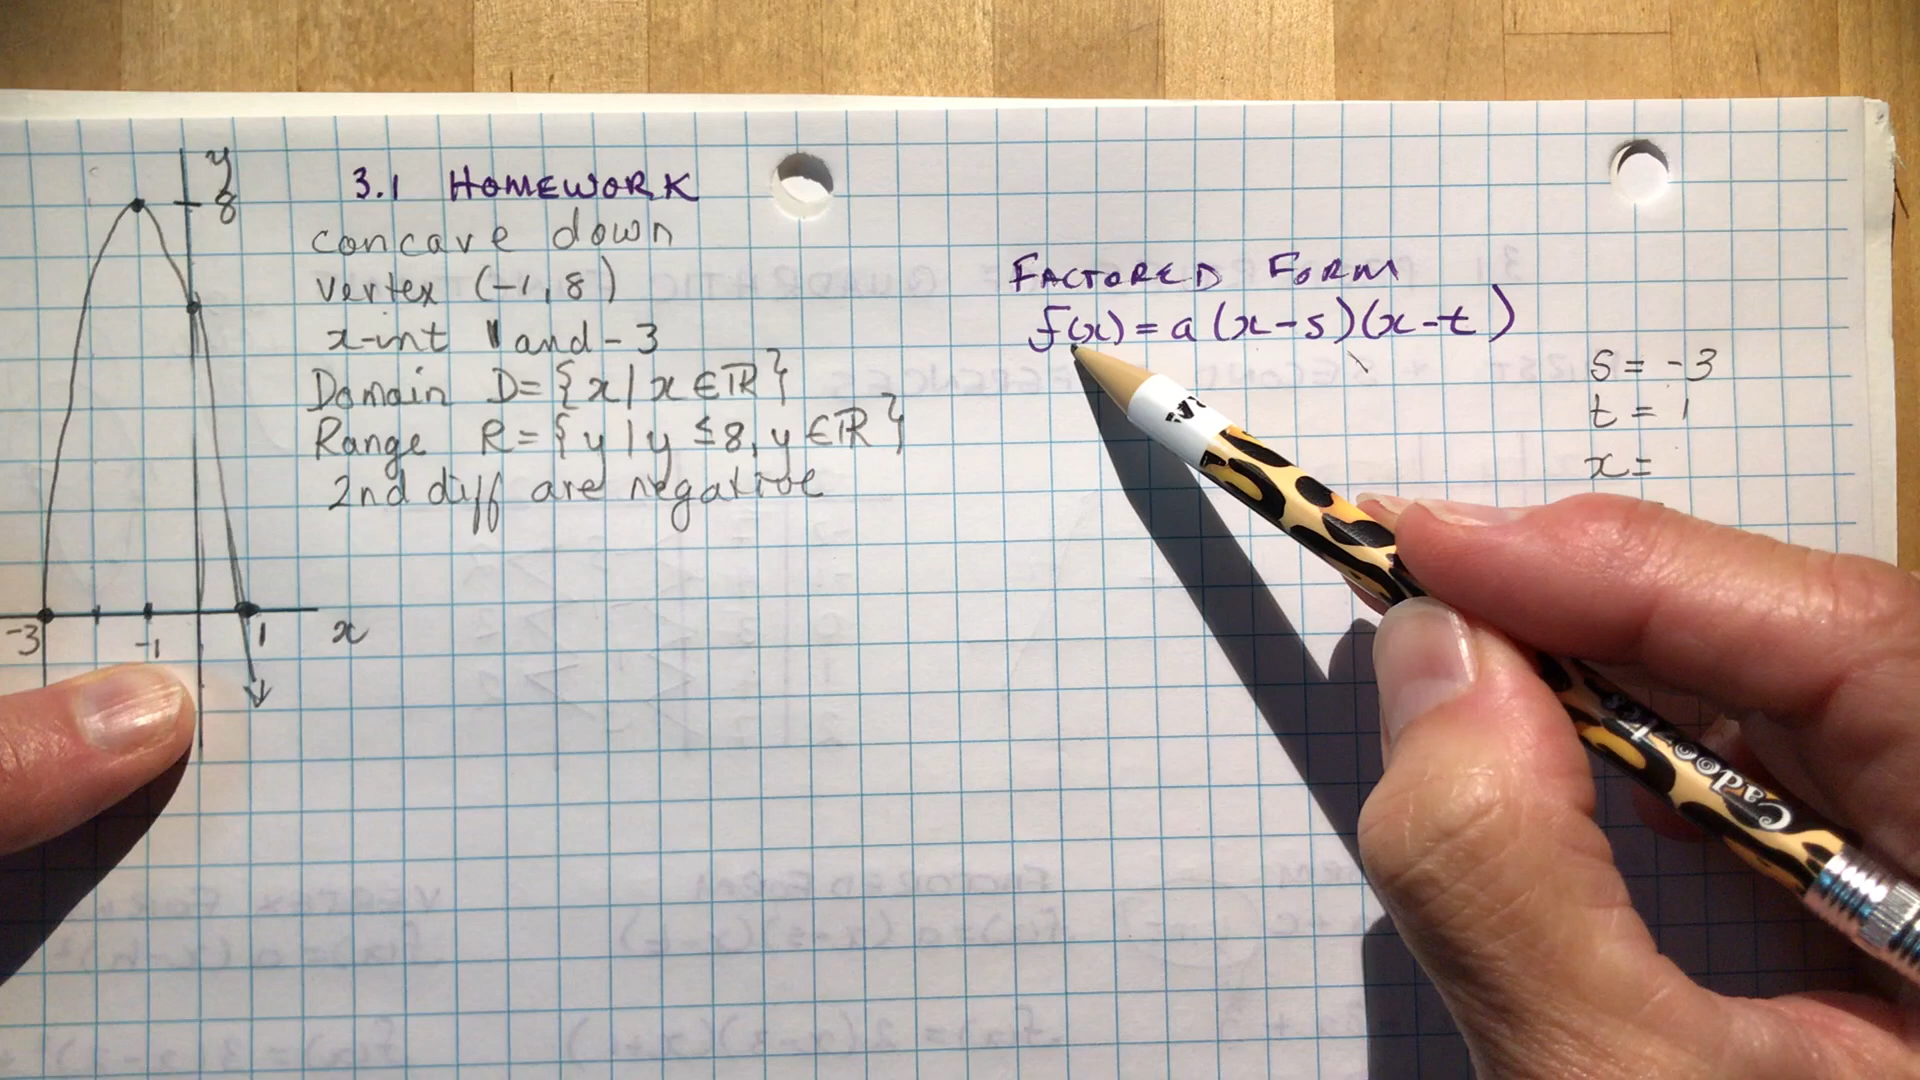 y
8
-3
-1
1
x
3.1 HOMEWORK
concave down
vertex (-1, 8)
x-int 1 and -3
Domain D = {x | x ∈ ℝ}
Range R = {y | y ≤ 8, y ∈ ℝ}
2nd diff are negative
FACTORED FORM
f(x) = a(x-s)(x-t)
s = -3
t = 1
x =
Cadoozles